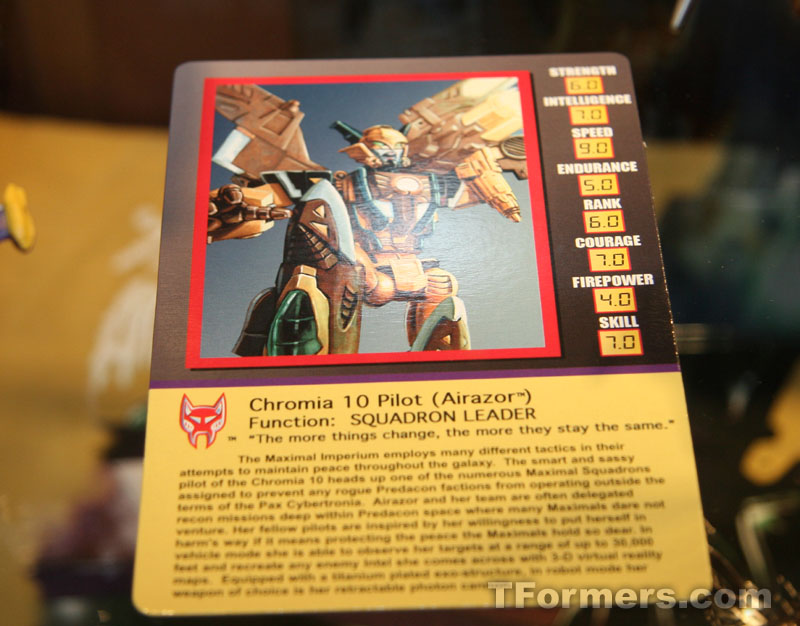 STRENGTH
6.0
INTELLIGENCE
7.0
SPEED
9.0
ENDURANCE
5.0
RANK
6.0
COURAGE
7.0
FIREPOWER
4.0
SKILL
7.0
Chromia 10 Pilot (Airazor™)
Function: SQUADRON LEADER
"The more things change, the more they stay the same."
TM
The Maximal Imperium employs many different tactics in their
attempts to maintain peace throughout the galaxy. The smart and sassy
pilot of the Chromia 10 heads up one of the numerous Maximal Squadrons
assigned to prevent any rogue Predacon factions from operating outside the
terms of the Pax Cybertronia. Airazor and her team are often delegated
recon missions deep within Predacon space where many Maximals dare not
venture. Her fellow pilots are inspired by her willingness to put herself in
harm's way if it means protecting the peace the Maximals hold so dear. In
vehicle mode she is able to observe her targets at a range of up to 30,000
feet and recreate any enemy intel she comes across with 3-D virtual reality
maps. Equipped with a titanium plated exo-structure, in robot mode her
weapon of choice is her retractable photon
TFormers.com